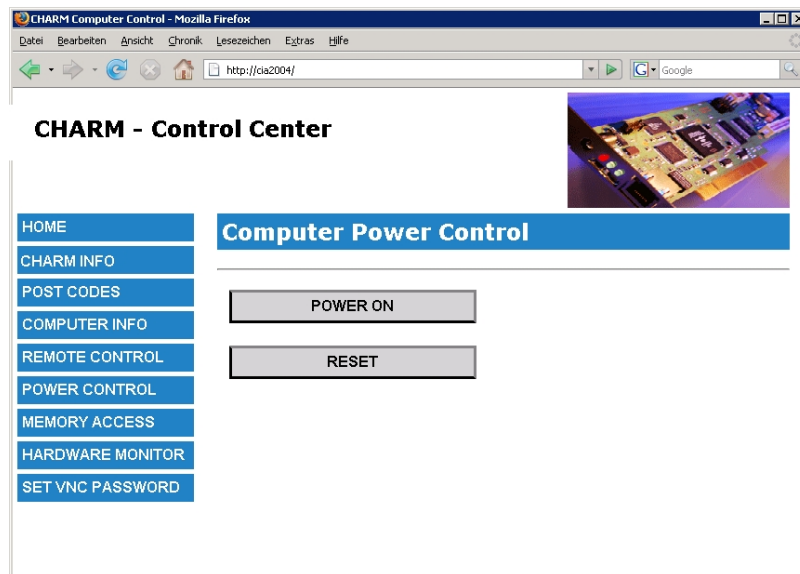 CHARM Computer Control - Mozilla Firefox
Datei Bearbeiten Ansicht Chronik Lesezeichen Extras Hilfe
http://cia2004/
G Google
CHARM - Control Center
HOME
CHARM INFO
POST CODES
COMPUTER INFO
REMOTE CONTROL
POWER CONTROL
MEMORY ACCESS
HARDWARE MONITOR
SET VNC PASSWORD
Computer Power Control
POWER ON
RESET